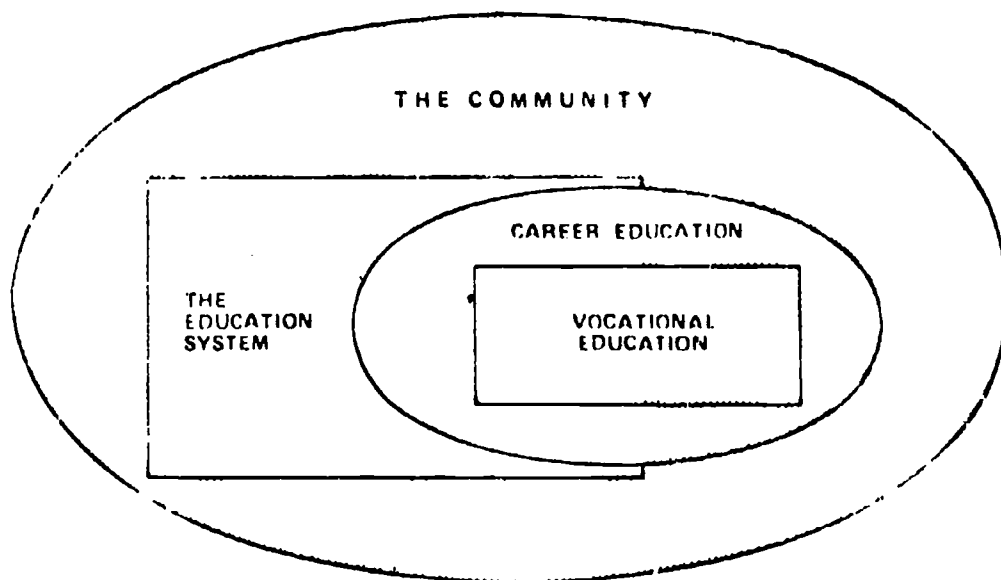 THE COMMUNITY
CAREER EDUCATION
THE
EDUCATION
SYSTEM
VOCATIONAL
EDUCATION